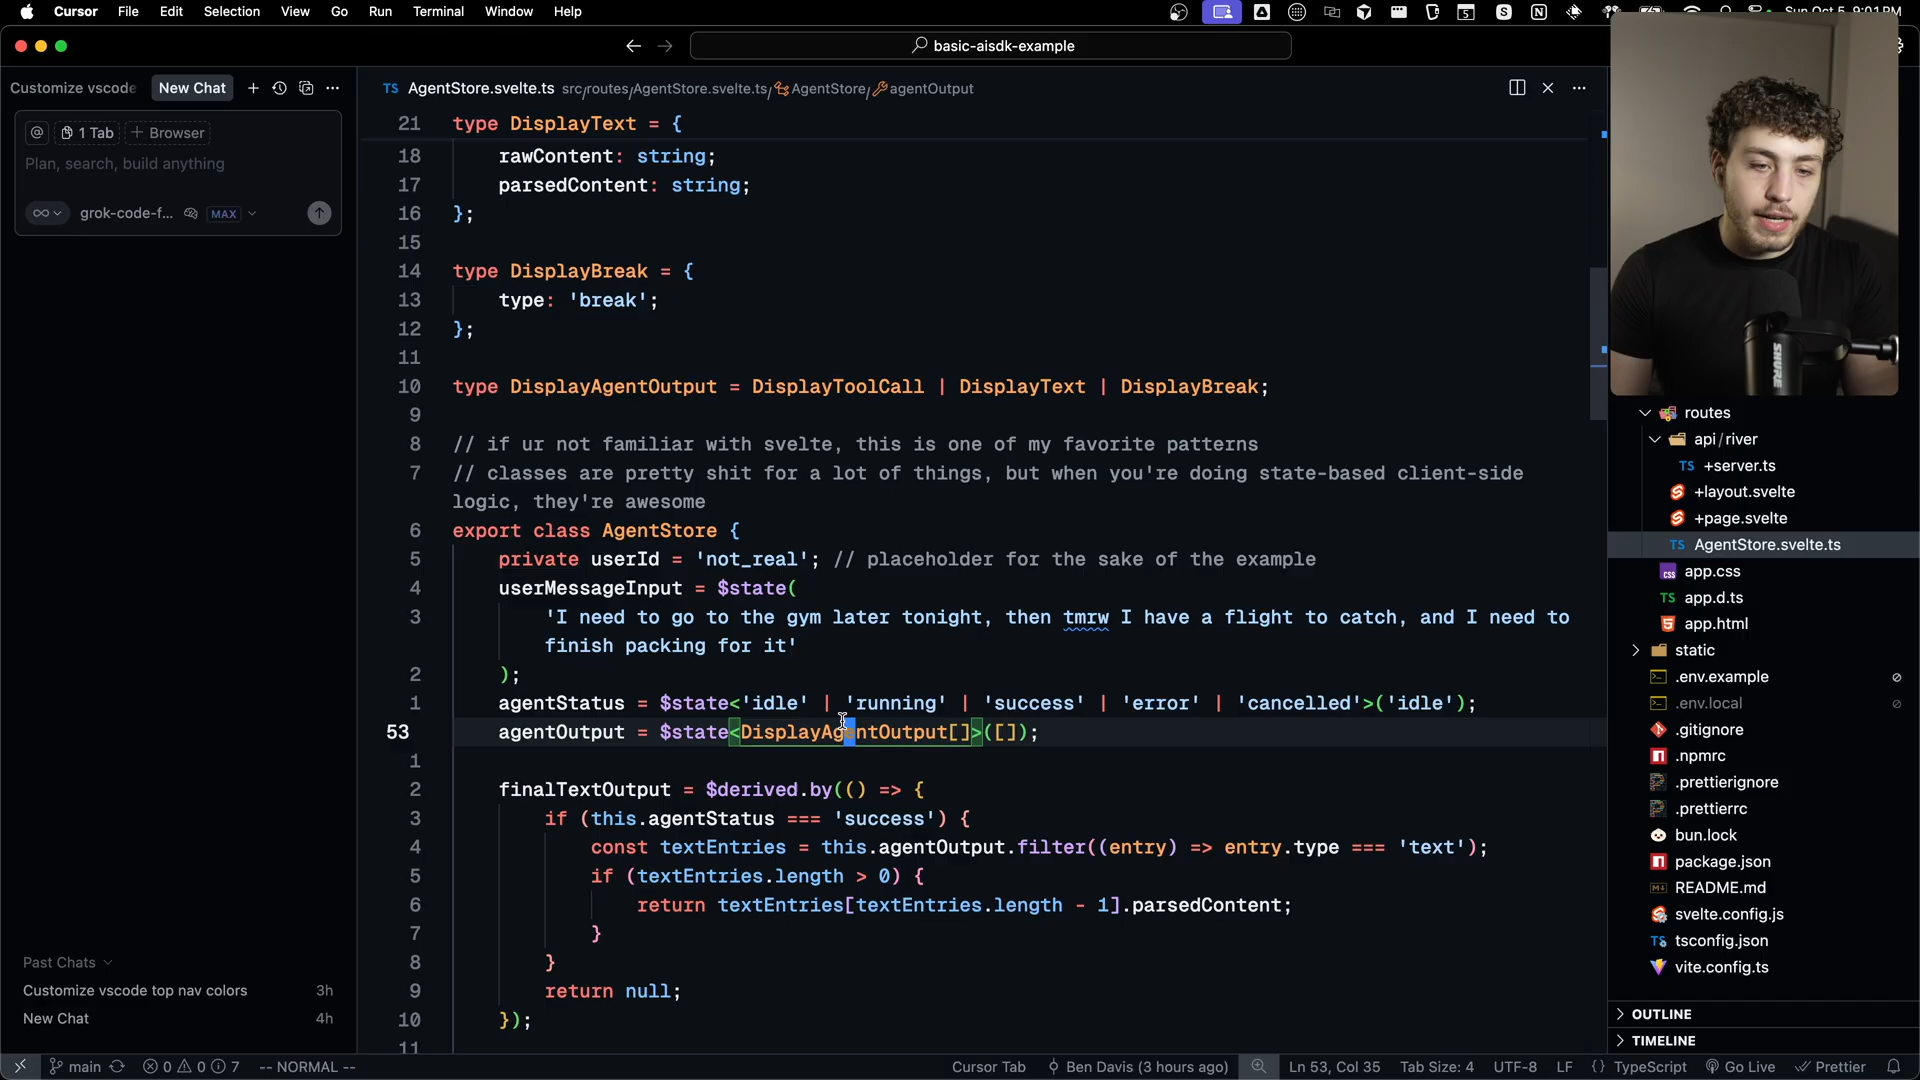 Cursor File Edit Selection View Go Run Terminal Window Help
Sun Oct 5 9:01PM
basic-aisdk-example
Customize vscode New Chat
1 Tab Browser
Plan, search, build anything
grok-code-f... MAX
Past Chats
Customize vscode top nav colors 3h
New Chat 4h
TS AgentStore.svelte.ts src/routes/AgentStore.svelte.ts/ AgentStore/ agentOutput
21 type DisplayText = {
18 rawContent: string;
17 parsedContent: string;
16 };
15
14 type DisplayBreak = {
13 type: 'break';
12 };
11
10 type DisplayAgentOutput = DisplayToolCall | DisplayText | DisplayBreak;
9
8 // if ur not familiar with svelte, this is one of my favorite patterns
7 // classes are pretty shit for a lot of things, but when you're doing state-based client-side
logic, they're awesome
6 export class AgentStore {
5 private userId = 'not_real'; // placeholder for the sake of the example
4 userMessageInput = $state(
3 'I need to go to the gym later tonight, then tmrw I have a flight to catch, and I need to
finish packing for it'
2 );
1 agentStatus = $state<'idle' | 'running' | 'success' | 'error' | 'cancelled'>('idle');
53 agentOutput = $state<DisplayAgentOutput[]>([]);
1
2 finalTextOutput = $derived.by(() => {
3 if (this.agentStatus === 'success') {
4 const textEntries = this.agentOutput.filter((entry) => entry.type === 'text');
5 if (textEntries.length > 0) {
6 return textEntries[textEntries.length - 1].parsedContent;
7 }
8 }
9 return null;
10 });
11
SHURE
routes
api/river
TS +server.ts
+layout.svelte
+page.svelte
TS AgentStore.svelte.ts
css app.css
TS app.d.ts
app.html
static
.env.example
.env.local
.gitignore
.npmrc
.prettierignore
.prettierrc
bun.lock
package.json
README.md
svelte.config.js
TS tsconfig.json
vite.config.ts
OUTLINE
TIMELINE
main 0 0 7 -- NORMAL -- Cursor Tab Ben Davis (3 hours ago) Ln 53, Col 35 Tab Size: 4 UTF-8 LF {} TypeScript Go Live Prettier